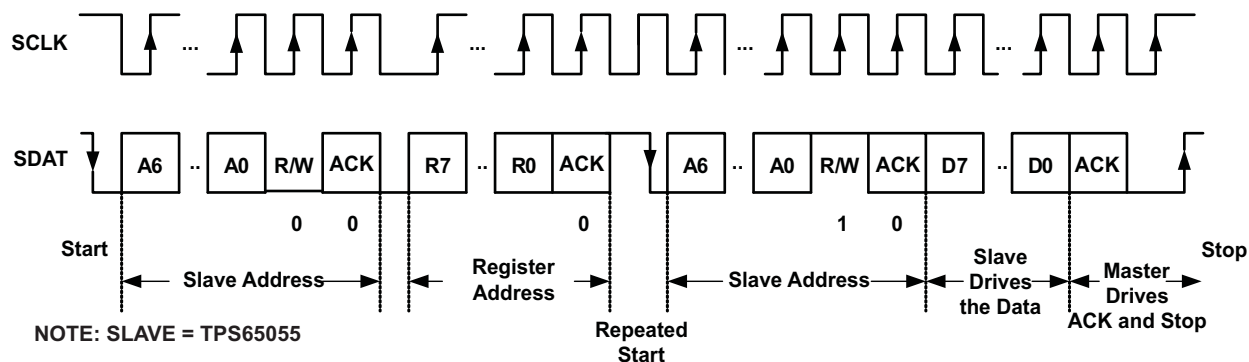 SCLK ... ... ... ...
SDAT A6 .. A0 R/W ACK R7 .. R0 ACK A6 .. A0 R/W ACK D7 .. D0 ACK
0 0 0 1 0
Start Stop
Slave Address
Register
Address
Slave Address
Slave
Drives
the Data
Master
Drives
ACK and Stop
NOTE: SLAVE = TPS65055
Repeated
Start